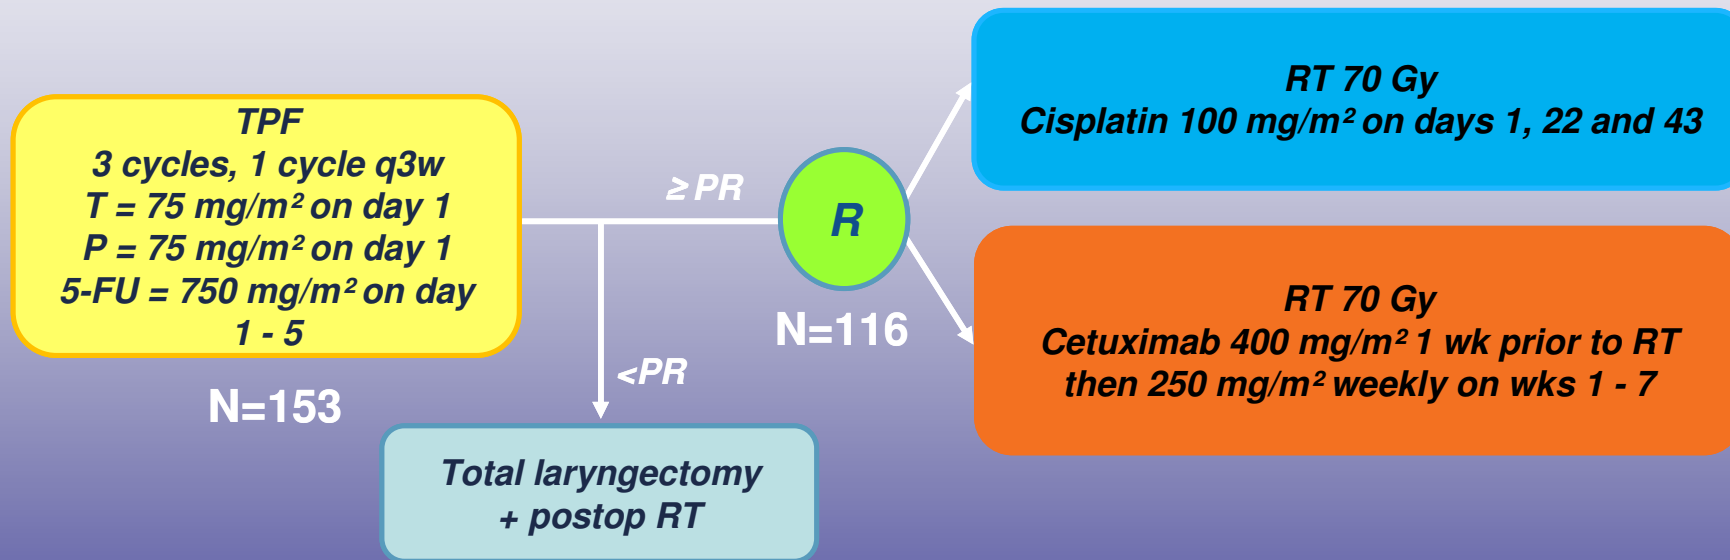 TPF
3 cycles, 1 cycle q3w
T = 75 mg/m² on day 1
P = 75 mg/m² on day 1
5-FU = 750 mg/m² on day
1 - 5
N=153
≥ PR
<PR
Total laryngectomy
+ postop RT
R
N=116
RT 70 Gy
Cisplatin 100 mg/m² on days 1, 22 and 43
RT 70 Gy
Cetuximab 400 mg/m² 1 wk prior to RT
then 250 mg/m² weekly on wks 1 - 7